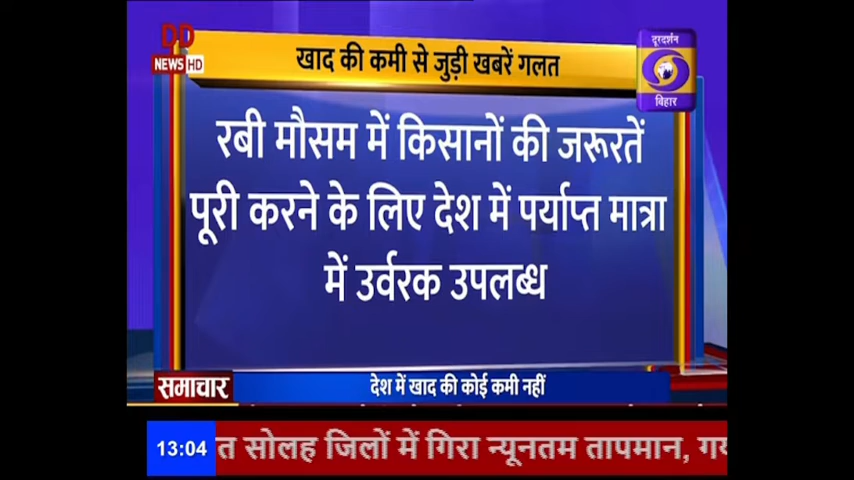 DD
NEWS HD
खाद की कमी से जुड़ी खबरें गलत
दूरदर्शन
बिहार
रबी मौसम में किसानों की जरूरतें
पूरी करने के लिए देश में पर्याप्त मात्रा
में उर्वरक उपलब्ध
समाचार
देश में खाद की कोई कमी नहीं
13:04
त सोलह जिलों में गिरा न्यूनतम तापमान,